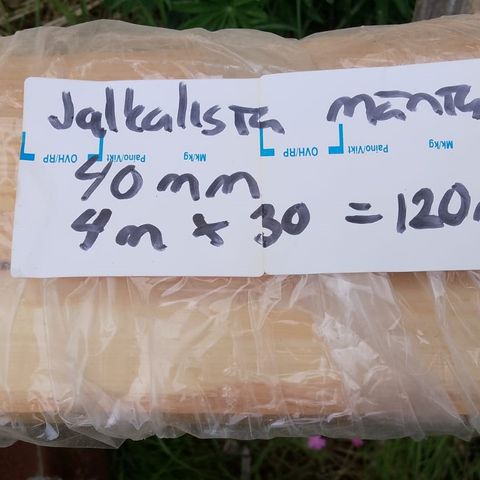 Jalkalista mänty
OVH/RP Paino/Vikt Mk/kg OVH/RP Paino/Vikt Mk/kg
40 mm
4m x 30 = 120